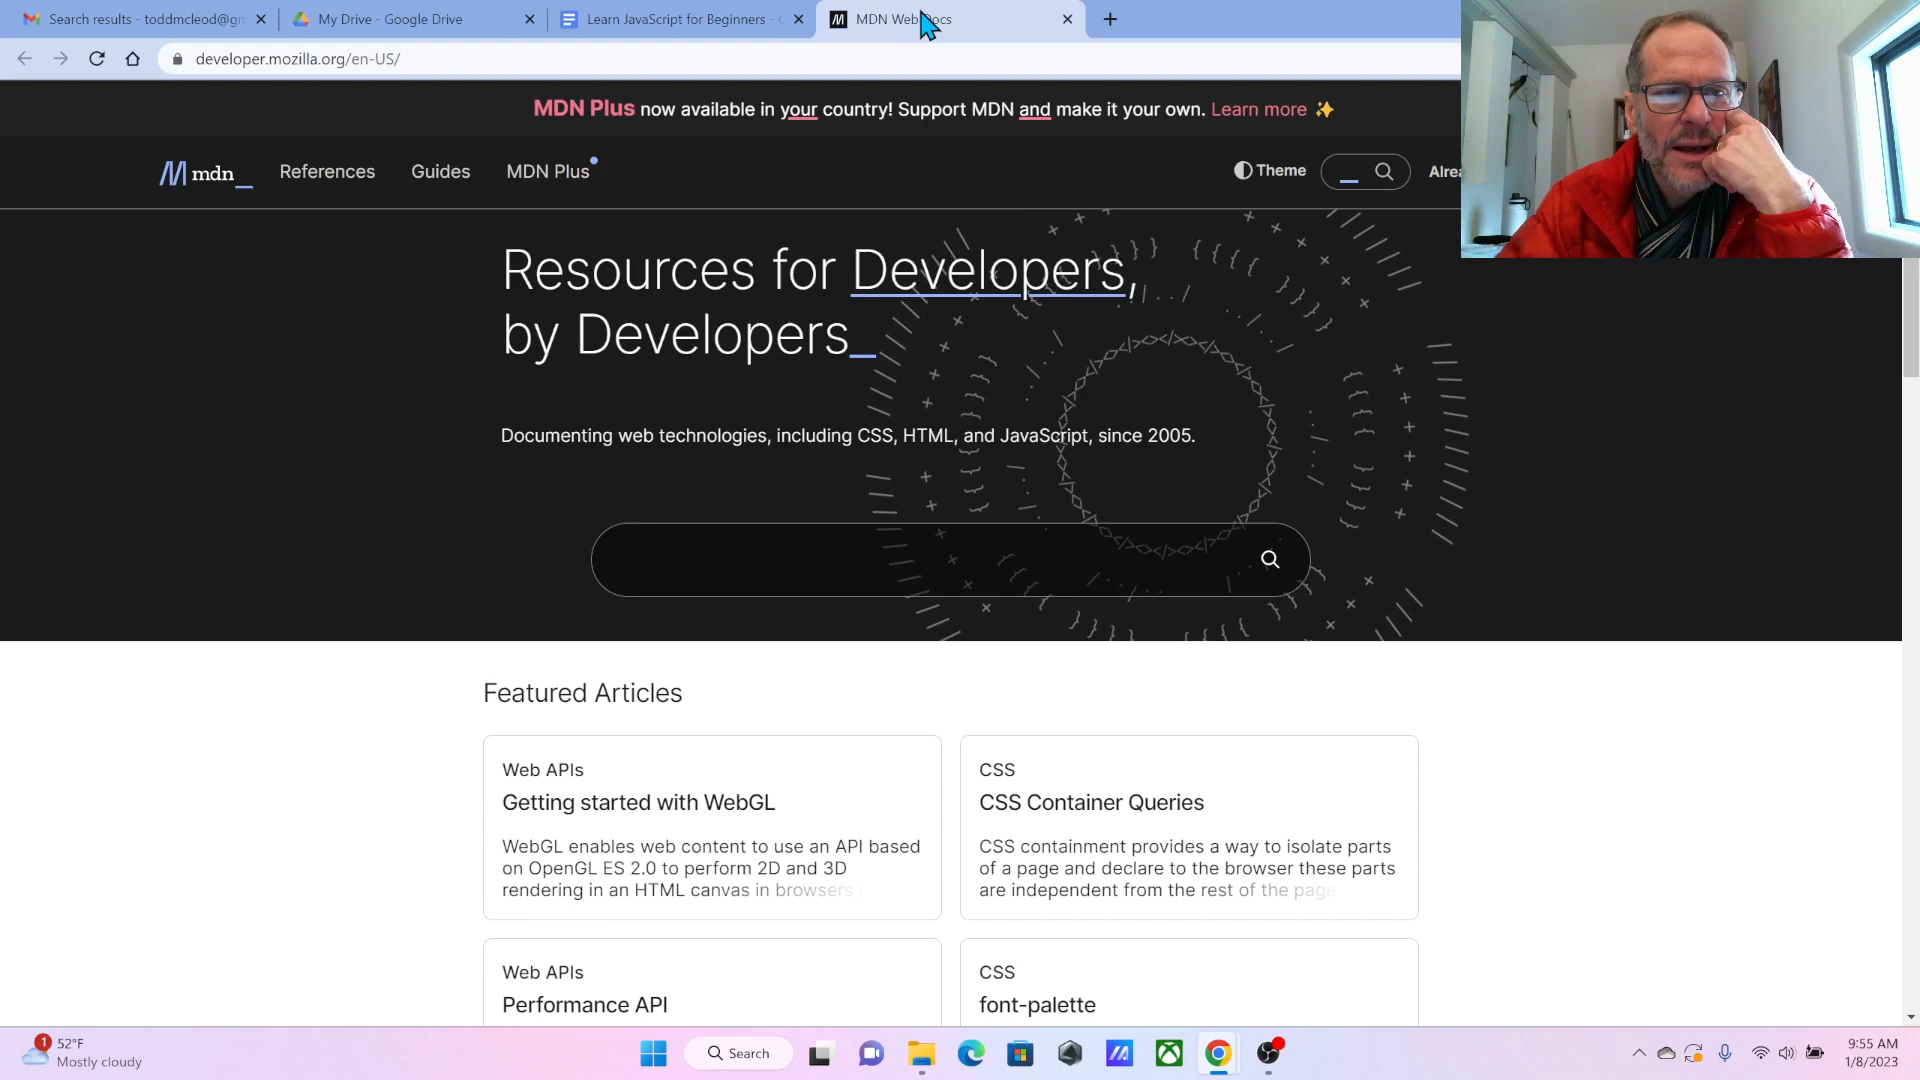 Search results - toddmcleod@gm
My Drive - Google Drive
Learn JavaScript for Beginners -
MDN Web Docs
developer.mozilla.org/en-US/
MDN Plus now available in your country! Support MDN and make it your own. Learn more ✨
mdn_
References
Guides
MDN Plus
Theme
Alrea
Resources for Developers,
by Developers_
Documenting web technologies, including CSS, HTML, and JavaScript, since 2005.
Featured Articles
Web APIs
Getting started with WebGL
WebGL enables web content to use an API based
on OpenGL ES 2.0 to perform 2D and 3D
rendering in an HTML canvas in browsers
CSS
CSS Container Queries
CSS containment provides a way to isolate parts
of a page and declare to the browser these parts
are independent from the rest of the page
Web APIs
Performance API
CSS
font-palette
1
52°F
Mostly cloudy
Search
9:55 AM
1/8/2023